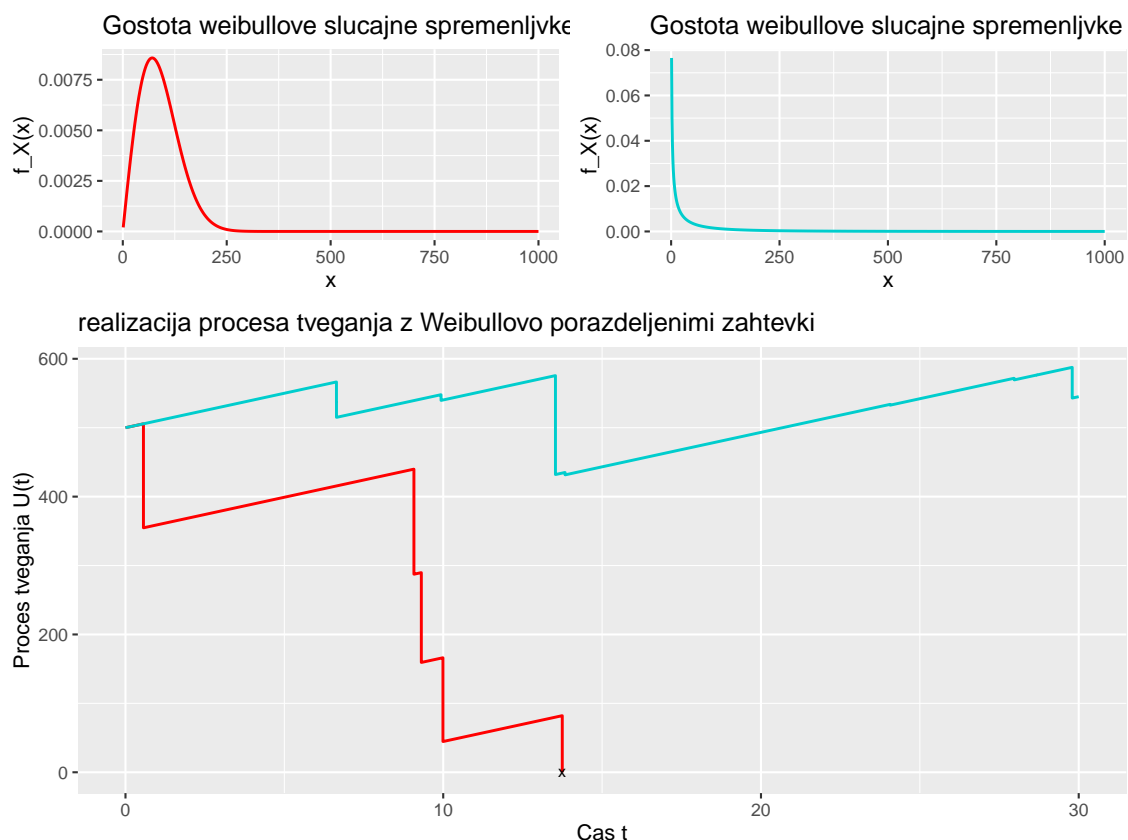 Gostota weibullove slucajne spremenljvke
Gostota weibullove slucajne spremenljvke
f_X(x)
0.0075
0.0050
0.0025
0.0000
0
250
500
750
1000
x
f_X(x)
0.08
0.06
0.04
0.02
0.00
0
250
500
750
1000
x
realizacija procesa tveganja z Weibullovo porazdeljenimi zahtevki
Proces tveganja U(t)
600
400
200
0
x
0
10
20
30
Cas t